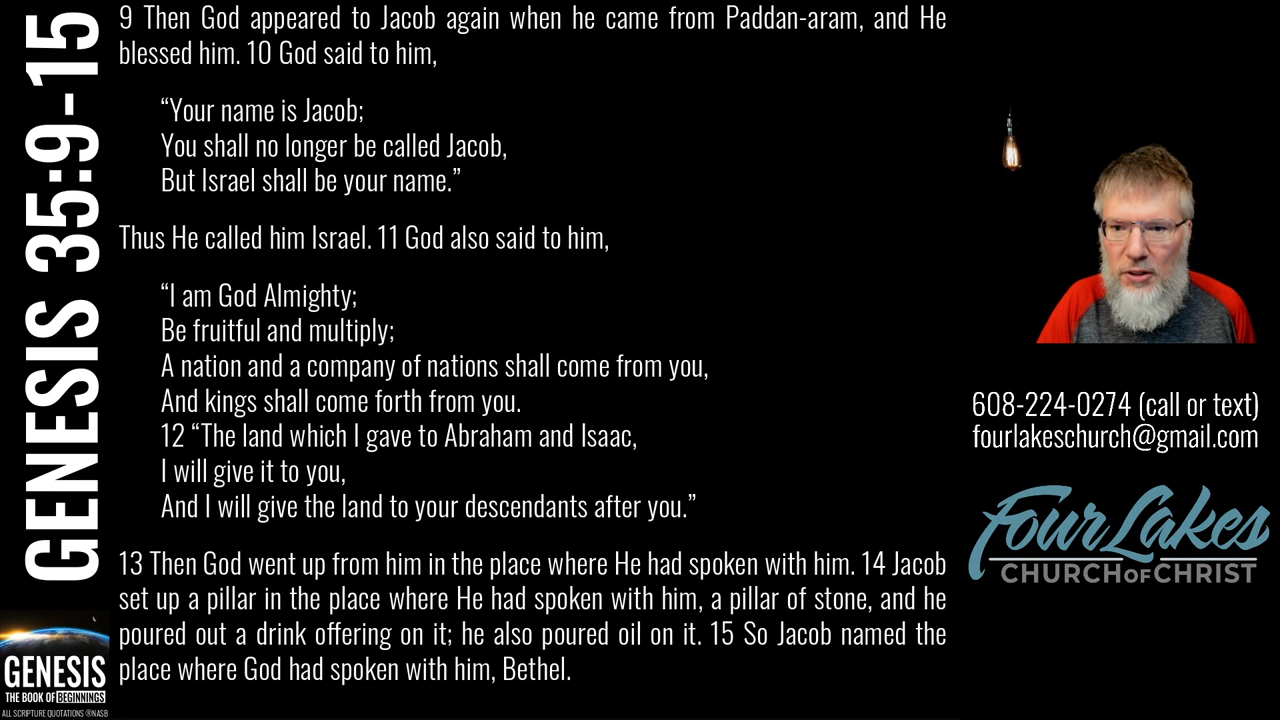 GENESIS 35:9-15
9 Then God appeared to Jacob again when he came from Paddan-aram, and He
blessed him. 10 God said to him,
“Your name is Jacob;
You shall no longer be called Jacob,
But Israel shall be your name.”
Thus He called him Israel. 11 God also said to him,
“I am God Almighty;
Be fruitful and multiply;
A nation and a company of nations shall come from you,
And kings shall come forth from you.
12 “The land which I gave to Abraham and Isaac,
I will give it to you,
And I will give the land to your descendants after you.”
13 Then God went up from him in the place where He had spoken with him. 14 Jacob
set up a pillar in the place where He had spoken with him, a pillar of stone, and he
poured out a drink offering on it; he also poured oil on it. 15 So Jacob named the
place where God had spoken with him, Bethel.
GENESIS
THE BOOK OF BEGINNINGS
ALL SCRIPTURE QUOTATIONS ®NASB
608-224-0274 (call or text)
fourlakeschurch@gmail.com
Four Lakes
CHURCH OF CHRIST